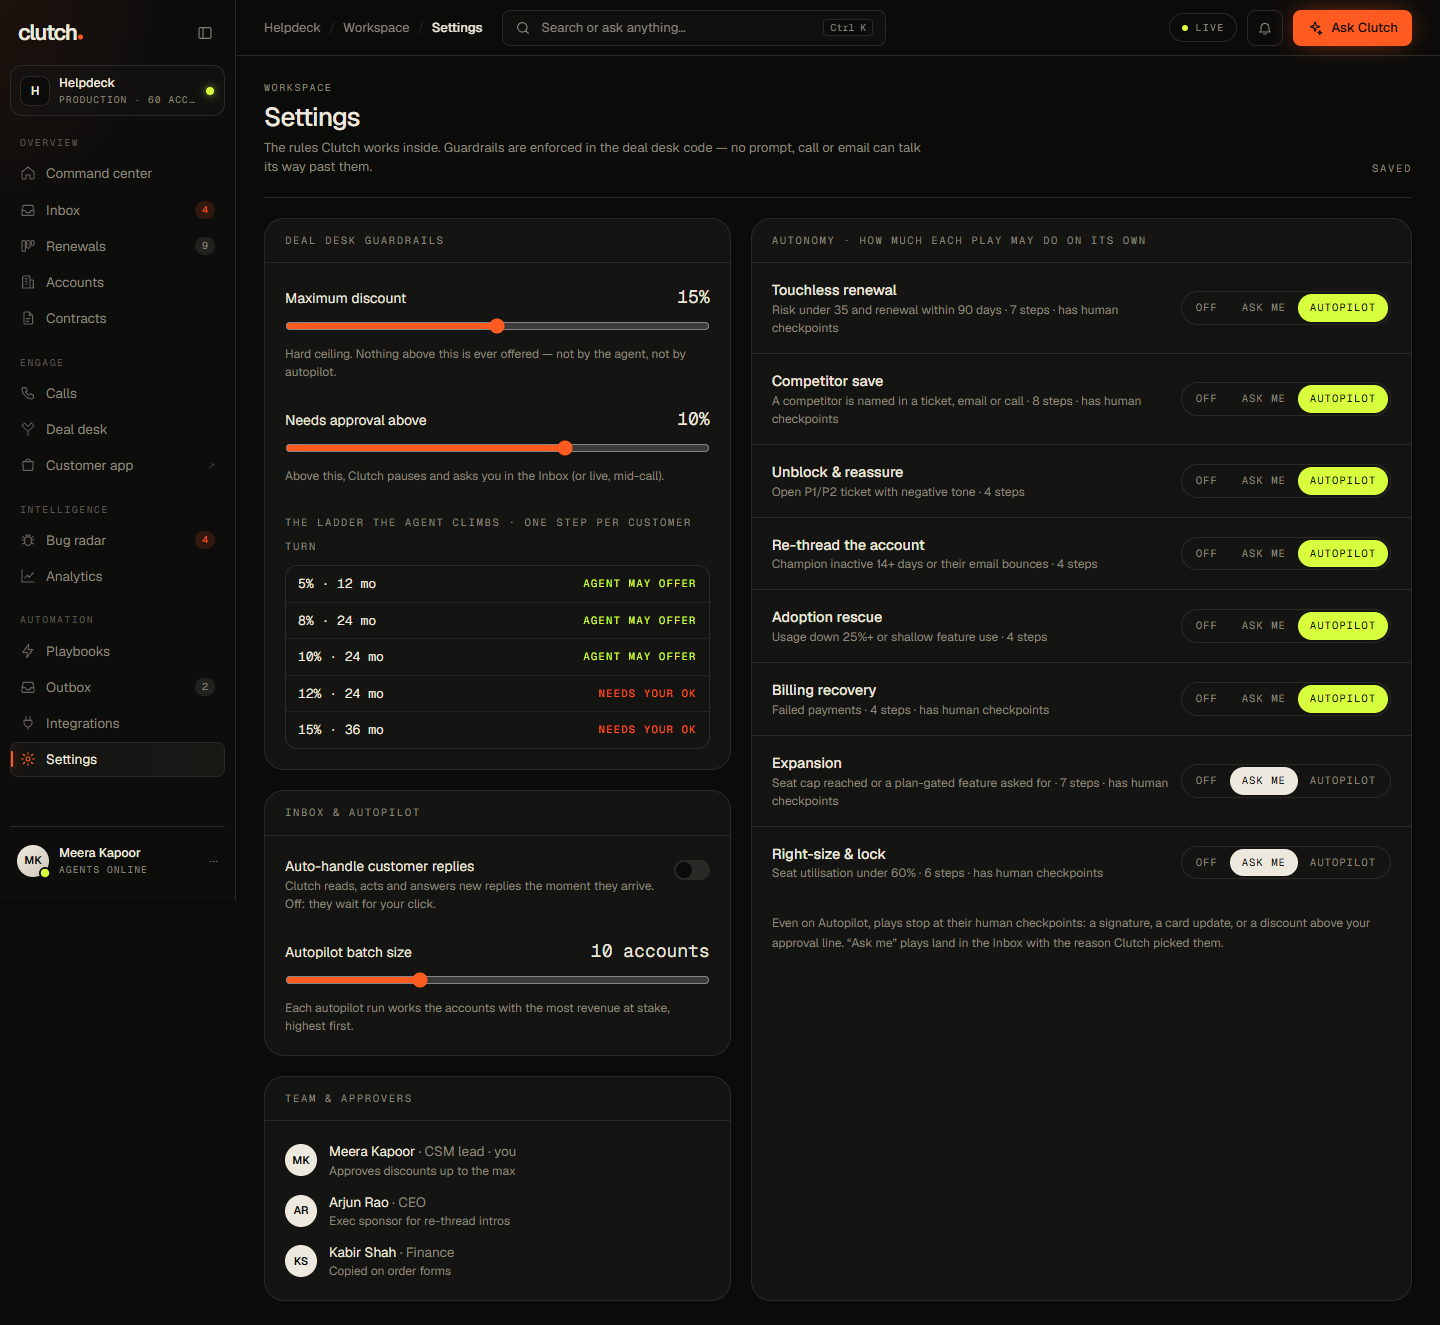 clutch.
H
Helpdeck
PRODUCTION · 60 ACC…
OVERVIEW
Command center
Inbox
4
Renewals
9
Accounts
Contracts
ENGAGE
Calls
Deal desk
Customer app
INTELLIGENCE
Bug radar
4
Analytics
AUTOMATION
Playbooks
Outbox
2
Integrations
Settings
MK
Meera Kapoor
AGENTS ONLINE
...
Helpdeck / Workspace / Settings
Search or ask anything…
Ctrl K
LIVE
Ask Clutch
WORKSPACE
Settings
The rules Clutch works inside. Guardrails are enforced in the deal desk code — no prompt, call or email can talk
its way past them.
SAVED
DEAL DESK GUARDRAILS
Maximum discount
15%
Hard ceiling. Nothing above this is ever offered — not by the agent, not by
autopilot.
Needs approval above
10%
Above this, Clutch pauses and asks you in the Inbox (or live, mid-call).
THE LADDER THE AGENT CLIMBS · ONE STEP PER CUSTOMER
TURN
5% · 12 mo
AGENT MAY OFFER
8% · 24 mo
AGENT MAY OFFER
10% · 24 mo
AGENT MAY OFFER
12% · 24 mo
NEEDS YOUR OK
15% · 36 mo
NEEDS YOUR OK
INBOX & AUTOPILOT
Auto-handle customer replies
Clutch reads, acts and answers new replies the moment they arrive.
Off: they wait for your click.
Autopilot batch size
10 accounts
Each autopilot run works the accounts with the most revenue at stake,
highest first.
TEAM & APPROVERS
MK
Meera Kapoor · CSM lead · you
Approves discounts up to the max
AR
Arjun Rao · CEO
Exec sponsor for re-thread intros
KS
Kabir Shah · Finance
Copied on order forms
AUTONOMY · HOW MUCH EACH PLAY MAY DO ON ITS OWN
Touchless renewal
Risk under 35 and renewal within 90 days · 7 steps · has human
checkpoints
OFF ASK ME AUTOPILOT
Competitor save
A competitor is named in a ticket, email or call · 8 steps · has human
checkpoints
OFF ASK ME AUTOPILOT
Unblock & reassure
Open P1/P2 ticket with negative tone · 4 steps
OFF ASK ME AUTOPILOT
Re-thread the account
Champion inactive 14+ days or their email bounces · 4 steps
OFF ASK ME AUTOPILOT
Adoption rescue
Usage down 25%+ or shallow feature use · 4 steps
OFF ASK ME AUTOPILOT
Billing recovery
Failed payments · 4 steps · has human checkpoints
OFF ASK ME AUTOPILOT
Expansion
Seat cap reached or a plan-gated feature asked for · 7 steps · has human
checkpoints
OFF ASK ME AUTOPILOT
Right-size & lock
Seat utilisation under 60% · 6 steps · has human checkpoints
OFF ASK ME AUTOPILOT
Even on Autopilot, plays stop at their human checkpoints: a signature, a card update, or a discount above your
approval line. “Ask me” plays land in the Inbox with the reason Clutch picked them.